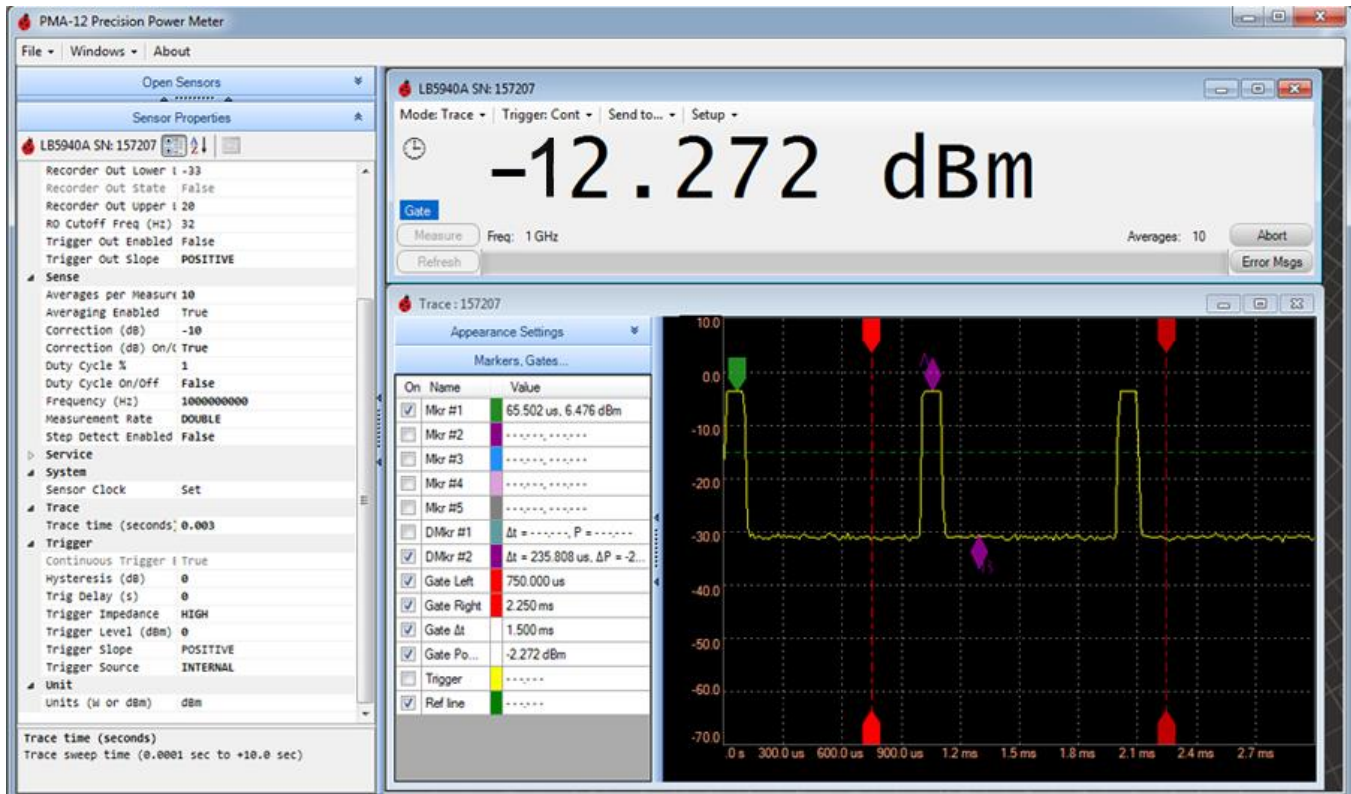 PMA-12 Precision Power Meter
File Windows About
Open Sensors
Sensor Properties
LB5940A SN: 157207
Recorder Out Lower -33
Recorder Out State False
Recorder Out Upper 20
RO Cutoff Freq (Hz) 32
Trigger Out Enabled False
Trigger Out Slope POSITIVE
Sense
Averages per Measure 10
Averaging Enabled True
Correction (dB) -10
Correction (dB) On/ True
Duty Cycle % 1
Duty Cycle On/Off False
Frequency (Hz) 1000000000
Measurement Rate DOUBLE
Step Detect Enabled False
Service
System
Sensor Clock Set
Trace
Trace time (seconds) 0.003
Trigger
Continuous Trigger True
Hysteresis (dB) 0
Trig Delay (s) 0
Trigger Impedance HIGH
Trigger Level (dBm) 0
Trigger Slope POSITIVE
Trigger Source INTERNAL
Unit
Units (W or dBm) dBm
Trace time (seconds)
Trace sweep time (0.0001 sec to +10.0 sec)
LB5940A SN: 157207
Mode: Trace Trigger: Cont Send to... Setup
-12.272 dBm
Gate
Measure Freq: 1 GHz Averages: 10 Abort
Refresh Error Msgs
Trace : 157207
Appearance Settings
Markers, Gates...
On Name Value
Mkr #1 65.502 us, 6.476 dBm
Mkr #2 ---.---, ---.---
Mkr #3 ---.---, ---.---
Mkr #4 ---.---, ---.---
Mkr #5 ---.---, ---.---
DMkr #1 Δt = ---.---, P = ---.---
DMkr #2 Δt = 235.808 us, ΔP = -2...
Gate Left 750.000 us
Gate Right 2.250 ms
Gate Δt 1.500 ms
Gate Po... -2.272 dBm
Trigger ---.---
Ref line ---.---
10.0
0.0
-10.0
-20.0
-30.0
-40.0
-50.0
-60.0
-70.0
.0 s 300.0 us 600.0 us 900.0 us 1.2 ms 1.5 ms 1.8 ms 2.1 ms 2.4 ms 2.7 ms